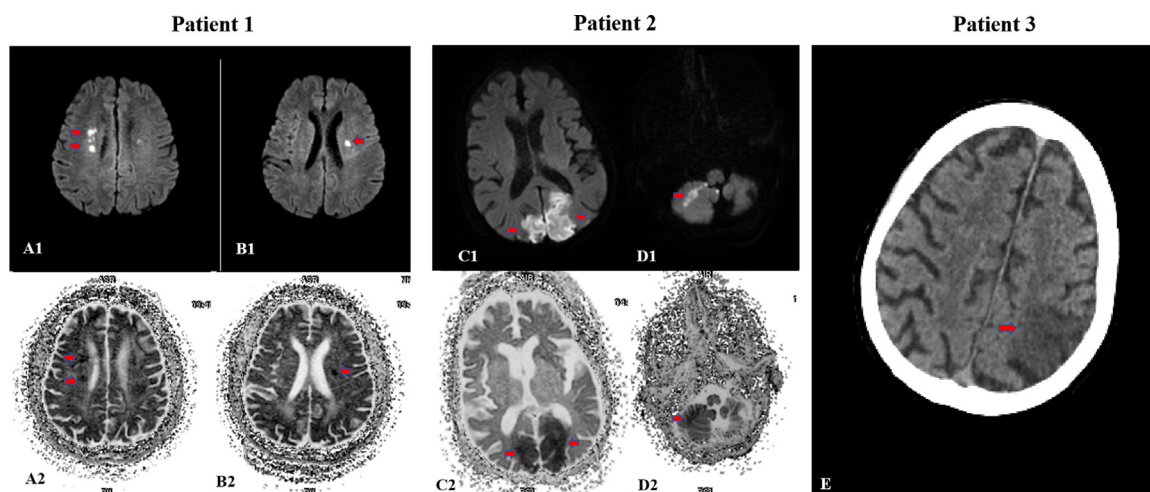 Patient 1
Patient 2
Patient 3
A1
B1
C1
D1
A2
B2
C2
D2
E